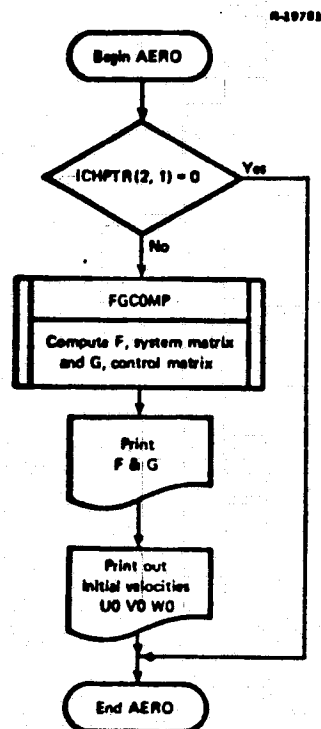 R-19781
Begin AERO
ICHPTR(2, 1) = 0
Yes
No
FGCOMP
Compute F, system matrix
and G, control matrix
Print
F & G
Print out
initial velocities
U0 V0 W0
End AERO